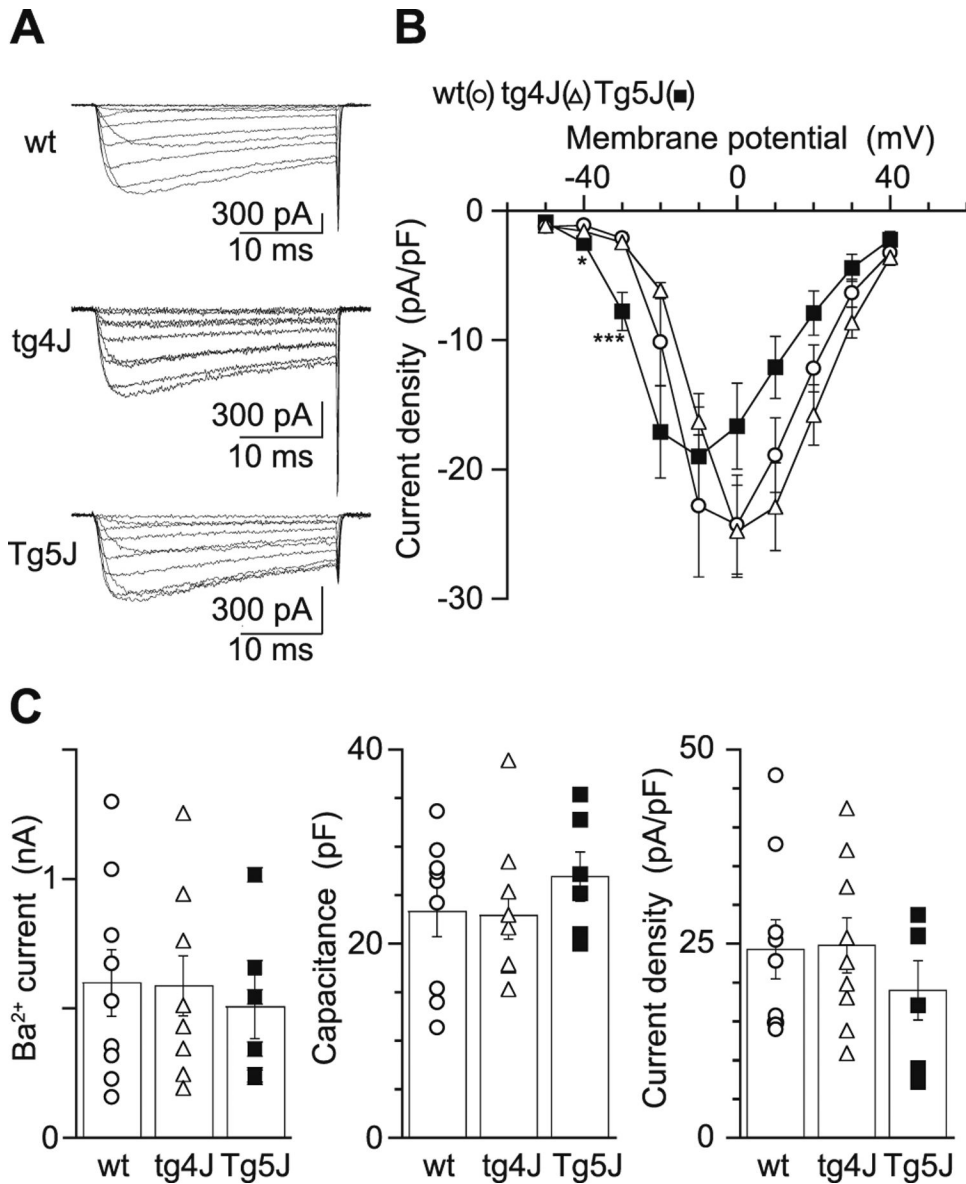 A
wt
300 pA
10 ms
tg4J
300 pA
10 ms
Tg5J
300 pA
10 ms
B
wt(○) tg4J(△) Tg5J(■)
Membrane potential (mV)
-40 0 40
0
*
***
-10
-20
-30
Current density (pA/pF)
C
Ba²⁺ current (nA)
1
0
wt tg4J Tg5J
Capacitance (pF)
40
20
0
wt tg4J Tg5J
Current density (pA/pF)
50
25
0
wt tg4J Tg5J